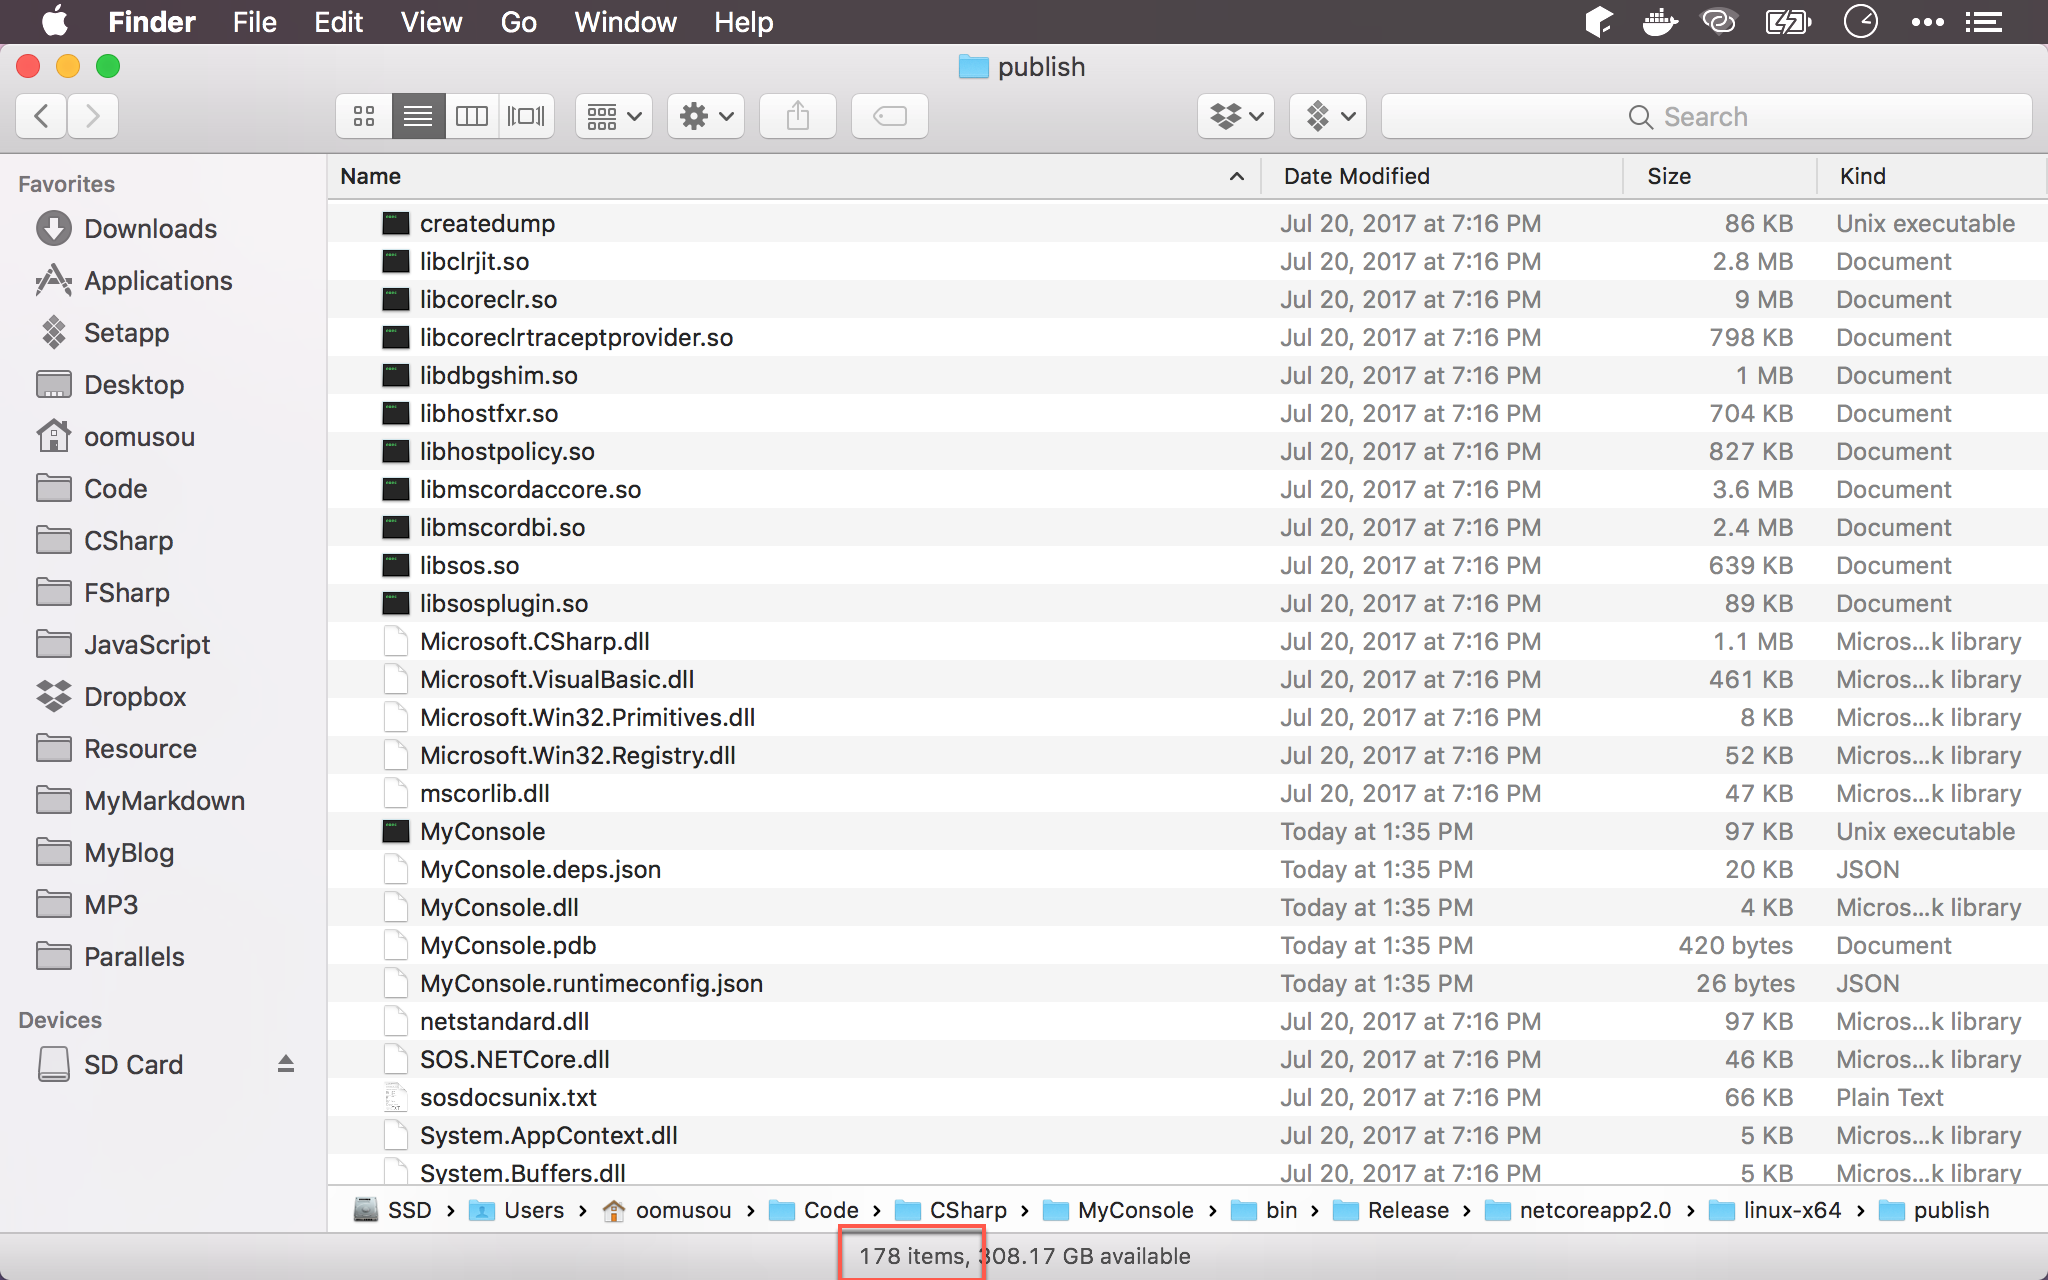 Finder File Edit View Go Window Help
publish
Search
Favorites
Downloads
Applications
Setapp
Desktop
oomusou
Code
CSharp
FSharp
JavaScript
Dropbox
Resource
MyMarkdown
MyBlog
MP3
Parallels
Devices
SD Card
Name Date Modified Size Kind
createdump Jul 20, 2017 at 7:16 PM 86 KB Unix executable
libclrjit.so Jul 20, 2017 at 7:16 PM 2.8 MB Document
libcoreclr.so Jul 20, 2017 at 7:16 PM 9 MB Document
libcoreclrtraceptprovider.so Jul 20, 2017 at 7:16 PM 798 KB Document
libdbgshim.so Jul 20, 2017 at 7:16 PM 1 MB Document
libhostfxr.so Jul 20, 2017 at 7:16 PM 704 KB Document
libhostpolicy.so Jul 20, 2017 at 7:16 PM 827 KB Document
libmscordaccore.so Jul 20, 2017 at 7:16 PM 3.6 MB Document
libmscordbi.so Jul 20, 2017 at 7:16 PM 2.4 MB Document
libsos.so Jul 20, 2017 at 7:16 PM 639 KB Document
libsosplugin.so Jul 20, 2017 at 7:16 PM 89 KB Document
Microsoft.CSharp.dll Jul 20, 2017 at 7:16 PM 1.1 MB Micros...k library
Microsoft.VisualBasic.dll Jul 20, 2017 at 7:16 PM 461 KB Micros...k library
Microsoft.Win32.Primitives.dll Jul 20, 2017 at 7:16 PM 8 KB Micros...k library
Microsoft.Win32.Registry.dll Jul 20, 2017 at 7:16 PM 52 KB Micros...k library
mscorlib.dll Jul 20, 2017 at 7:16 PM 47 KB Micros...k library
MyConsole Today at 1:35 PM 97 KB Unix executable
MyConsole.deps.json Today at 1:35 PM 20 KB JSON
MyConsole.dll Today at 1:35 PM 4 KB Micros...k library
MyConsole.pdb Today at 1:35 PM 420 bytes Document
MyConsole.runtimeconfig.json Today at 1:35 PM 26 bytes JSON
netstandard.dll Jul 20, 2017 at 7:16 PM 97 KB Micros...k library
SOS.NETCore.dll Jul 20, 2017 at 7:16 PM 46 KB Micros...k library
sosdocsunix.txt Jul 20, 2017 at 7:16 PM 66 KB Plain Text
System.AppContext.dll Jul 20, 2017 at 7:16 PM 5 KB Micros...k library
System.Buffers.dll Jul 20, 2017 at 7:16 PM 5 KB Micros...k library
SSD › Users › oomusou › Code › CSharp › MyConsole › bin › Release › netcoreapp2.0 › linux-x64 › publish
178 items, 308.17 GB available